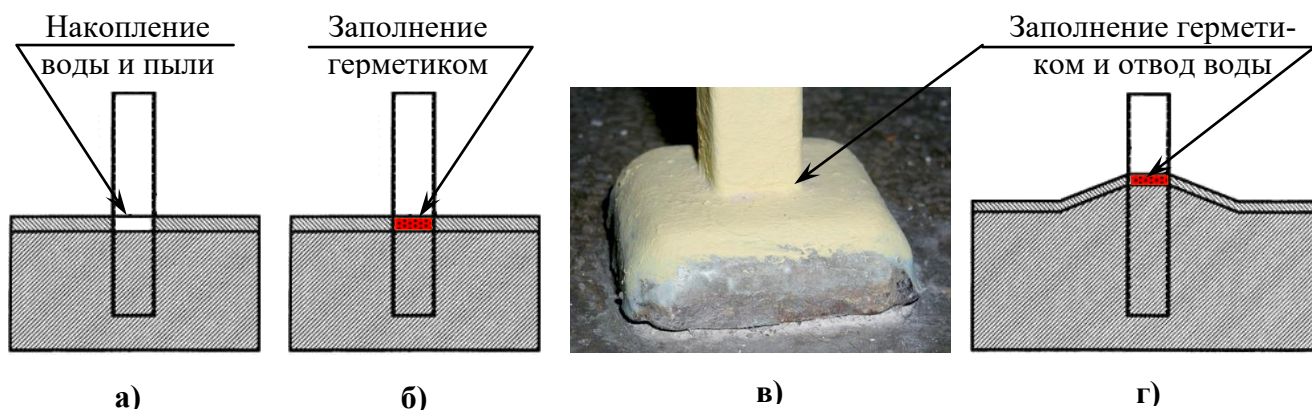 Накопление
воды и пыли
Заполнение
герметиком
Заполнение гермети-
ком и отвод воды
а)
б)
в)
г)